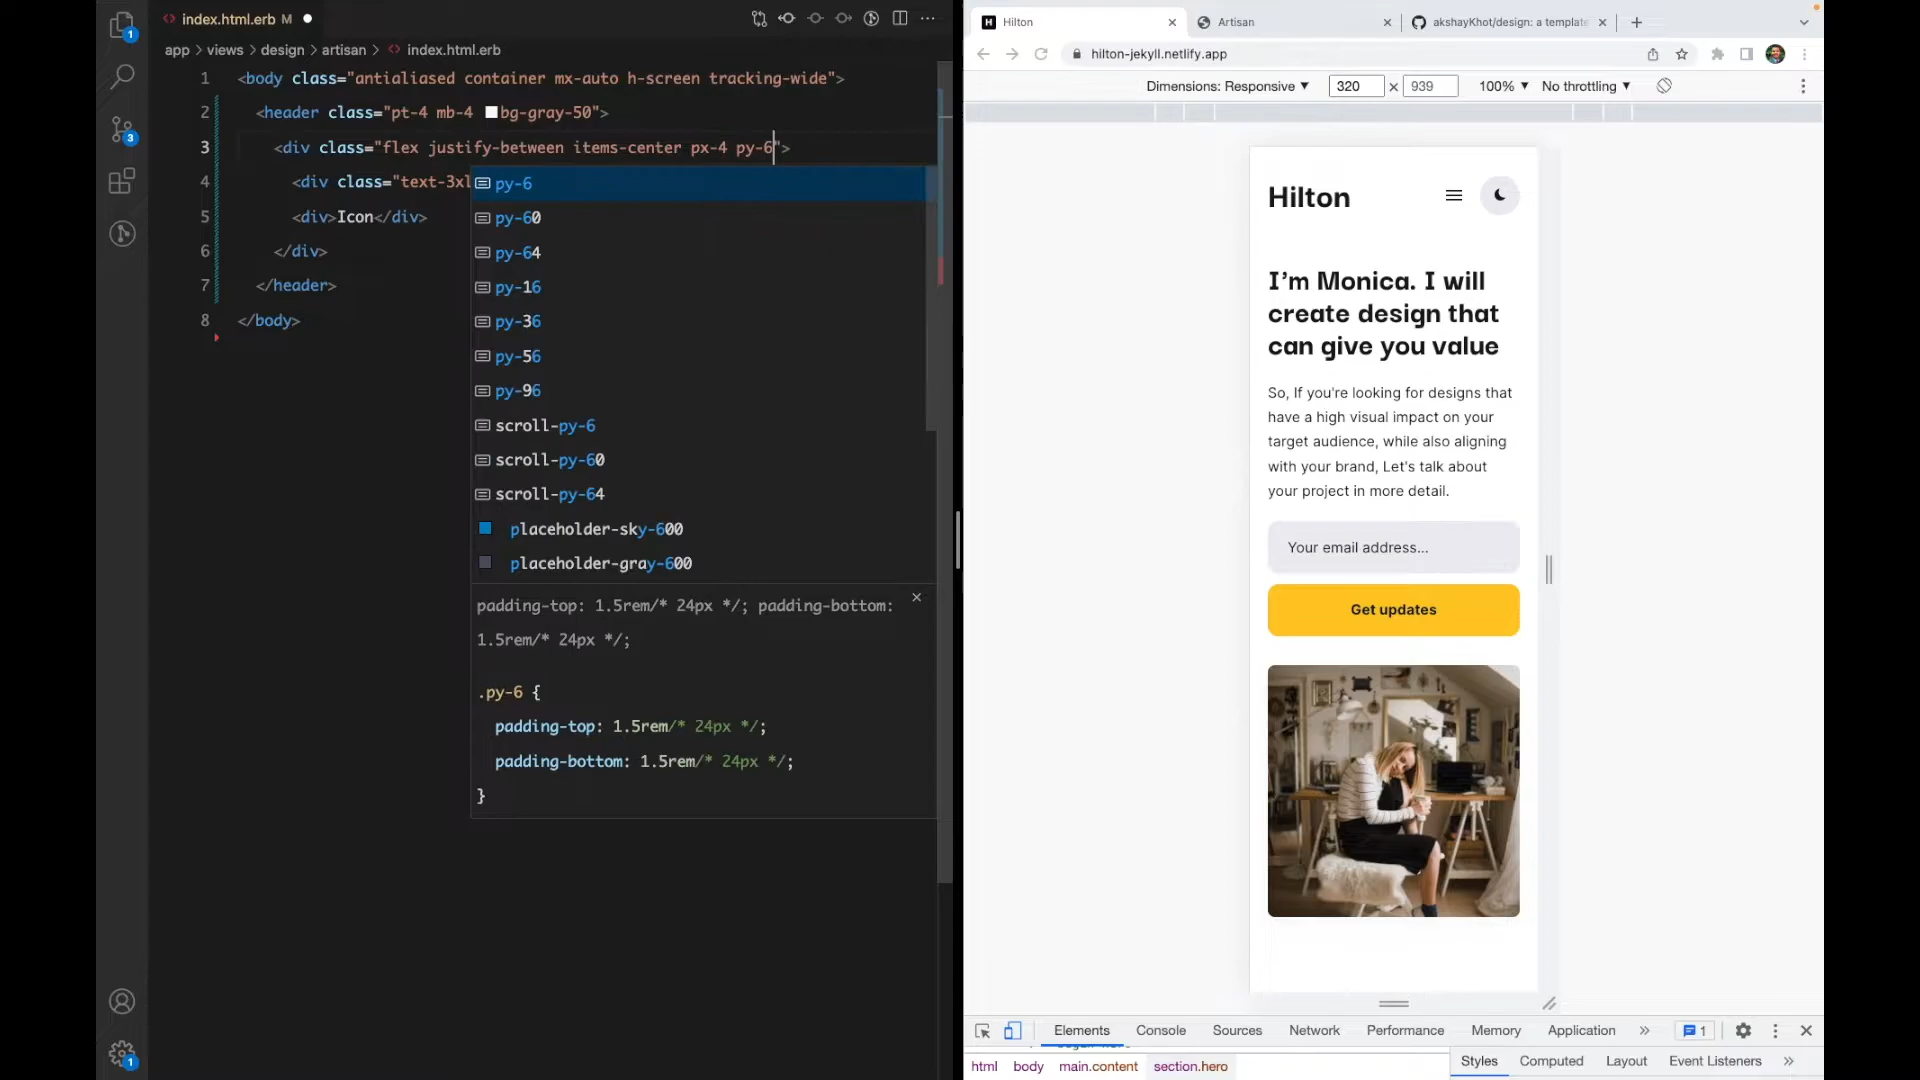 index.html.erb M
app > views > design > artisan > <> index.html.erb
1 <body class="antialiased container mx-auto h-screen tracking-wide">
2 <header class="pt-4 mb-4 bg-gray-50">
3 <div class="flex justify-between items-center px-4 py-6">
4 <div class="text-3xl
5 <div>Icon</div>
6 </div>
7 </header>
8 </body>
py-6
py-60
py-64
py-16
py-36
py-56
py-96
scroll-py-6
scroll-py-60
scroll-py-64
placeholder-sky-600
placeholder-gray-600
padding-top: 1.5rem/* 24px */; padding-bottom:
1.5rem/* 24px */;
.py-6 {
padding-top: 1.5rem/* 24px */;
padding-bottom: 1.5rem/* 24px */;
}
1
3
1
H Hilton
Artisan
akshayKhot/design: a template
hilton-jekyll.netlify.app
Dimensions: Responsive 320 × 939 100% No throttling
Hilton
I'm Monica. I will
create design that
can give you value
So, If you're looking for designs that
have a high visual impact on your
target audience, while also aligning
with your brand, Let's talk about
your project in more detail.
Your email address...
Get updates
Elements Console Sources Network Performance Memory Application » 1
html body main.content section.hero
Styles Computed Layout Event Listeners »